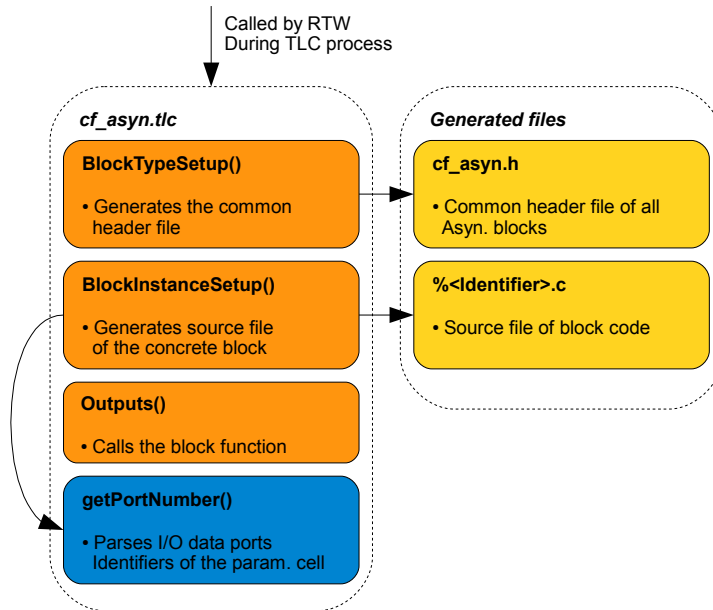 Called by RTW
During TLC process
cf_asyn.tlc
BlockTypeSetup()
• Generates the common
header file
BlockInstanceSetup()
• Generates source file
of the concrete block
Outputs()
• Calls the block function
getPortNumber()
• Parses I/O data ports
Identifiers of the param. cell
Generated files
cf_asyn.h
• Common header file of all
Asyn. blocks
%<Identifier>.c
• Source file of block code